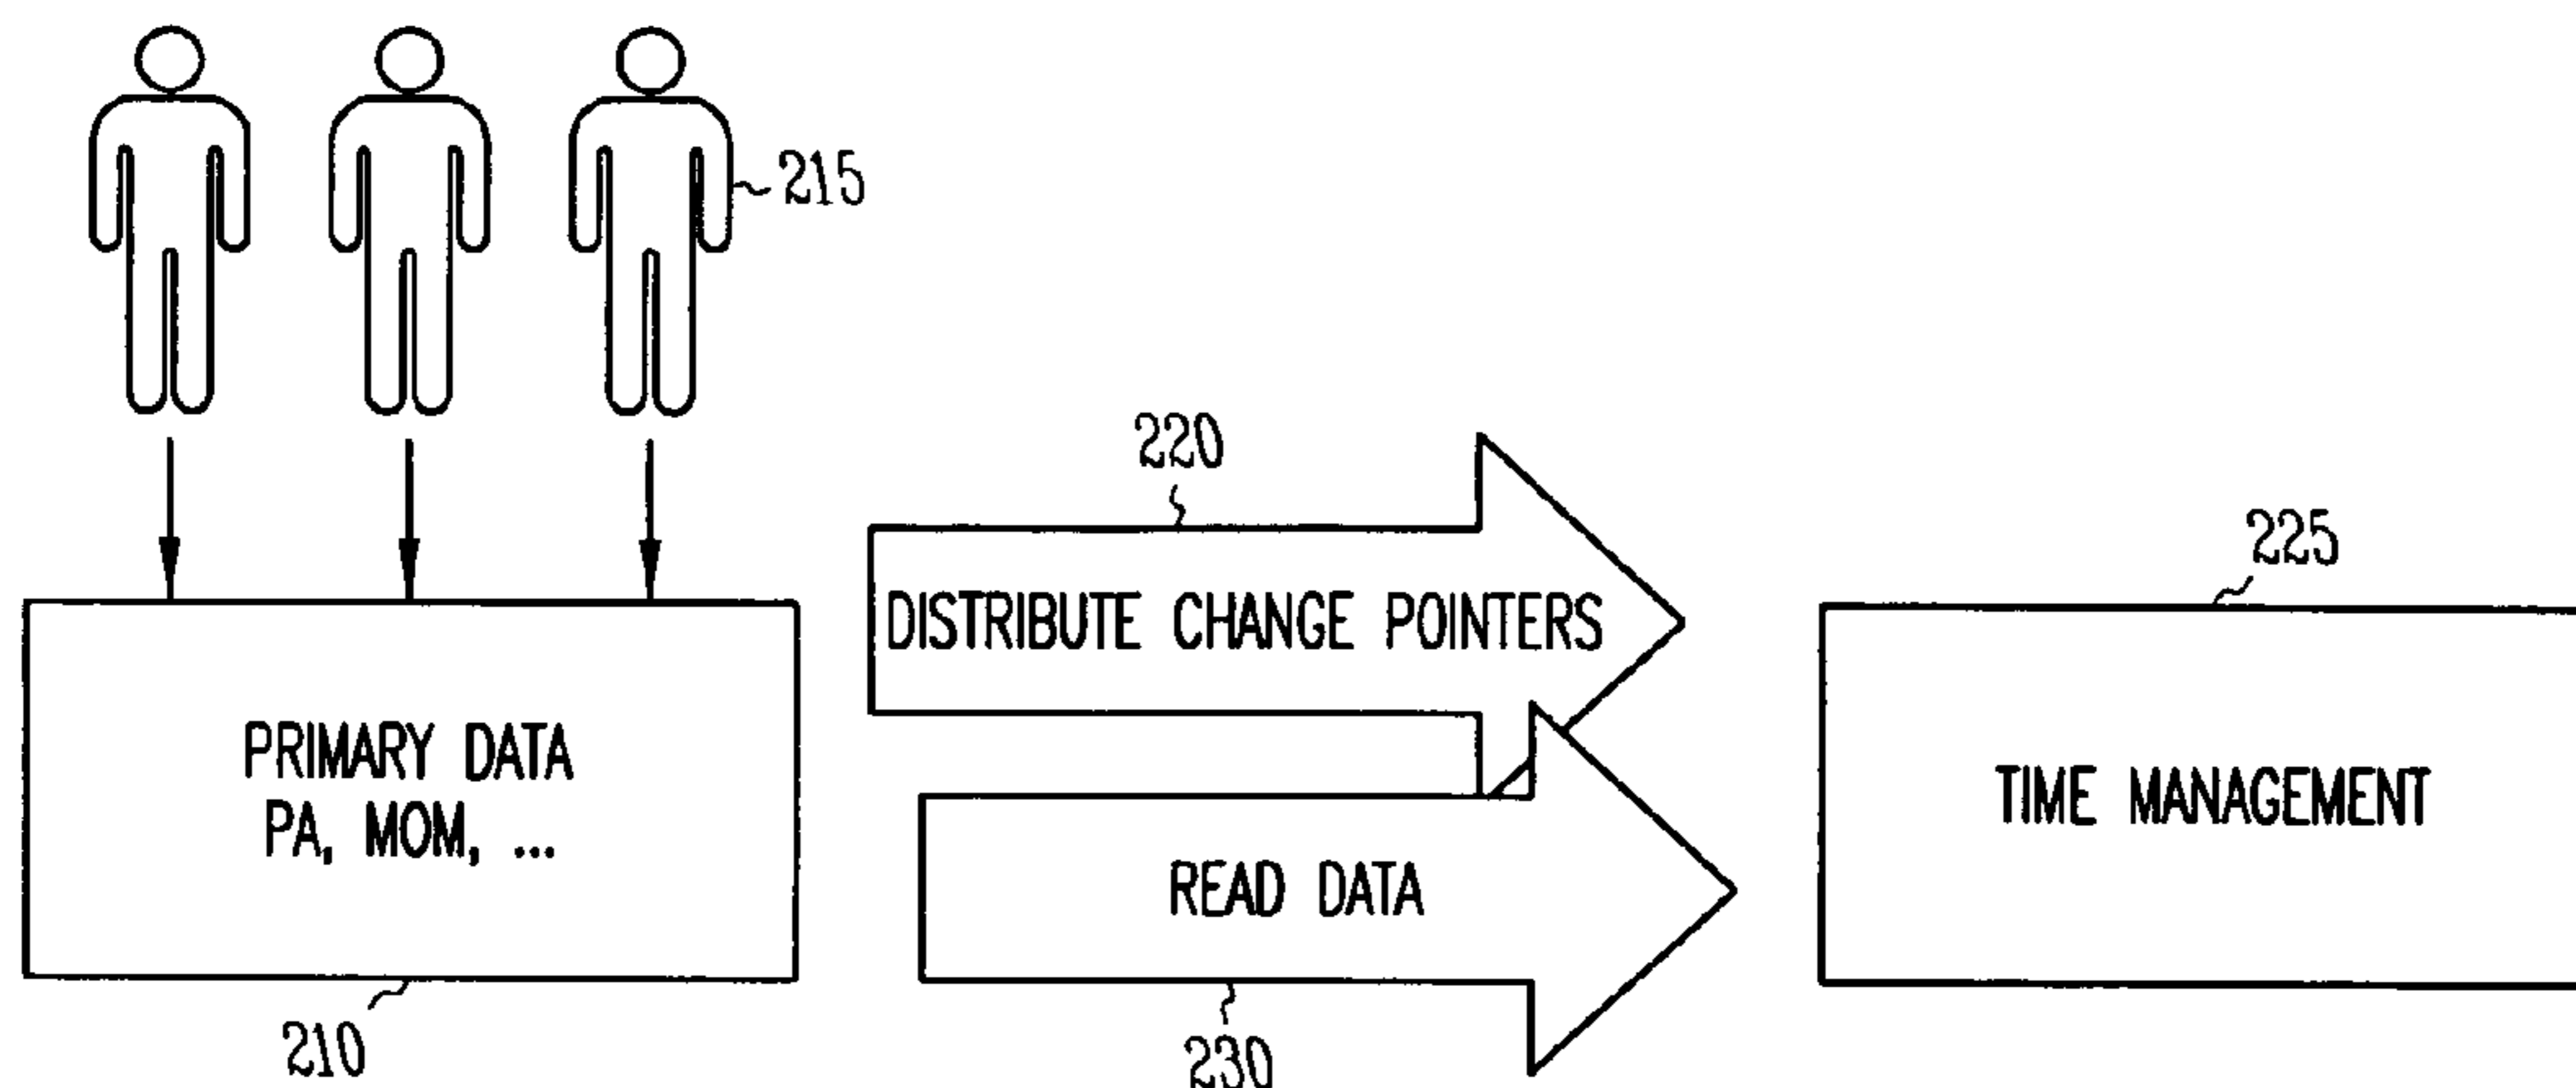 215
220
DISTRIBUTE CHANGE POINTERS
225
PRIMARY DATA
PA, MOM, ...
TIME MANAGEMENT
READ DATA
210
230